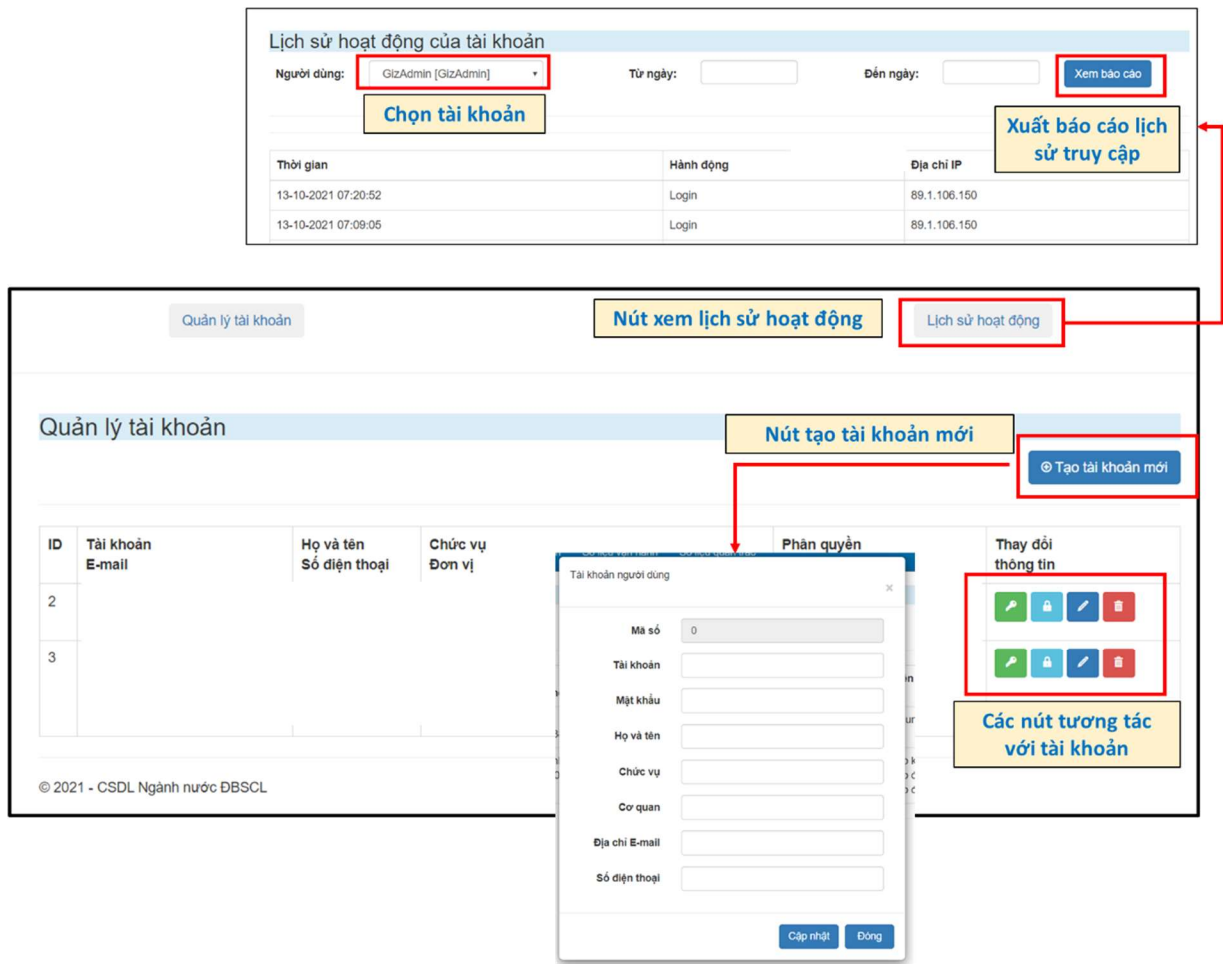 Lịch sử hoạt động của tài khoản
Người dùng: GizAdmin [GizAdmin] Từ ngày: Đến ngày: Xem báo cáo
Chọn tài khoản
Xuất báo cáo lịch
sử truy cập
Thời gian Hành động Địa chỉ IP
13-10-2021 07:20:52 Login 89.1.106.150
13-10-2021 07:09:05 Login 89.1.106.150
Quản lý tài khoản Nút xem lịch sử hoạt động Lịch sử hoạt động
Quản lý tài khoản
Nút tạo tài khoản mới
Tạo tài khoản mới
ID Tài khoản Họ và tên Chức vụ Phân quyền Thay đổi
E-mail Số điện thoại Đơn vị thông tin
2
3
Tài khoản người dùng
×
Mã số 0
Tài khoản
Mật khẩu
Họ và tên
Chức vụ
Cơ quan
Địa chỉ E-mail
Số điện thoại
Cập nhật Đóng
Các nút tương tác
với tài khoản
© 2021 - CSDL Ngành nước ĐBSCL